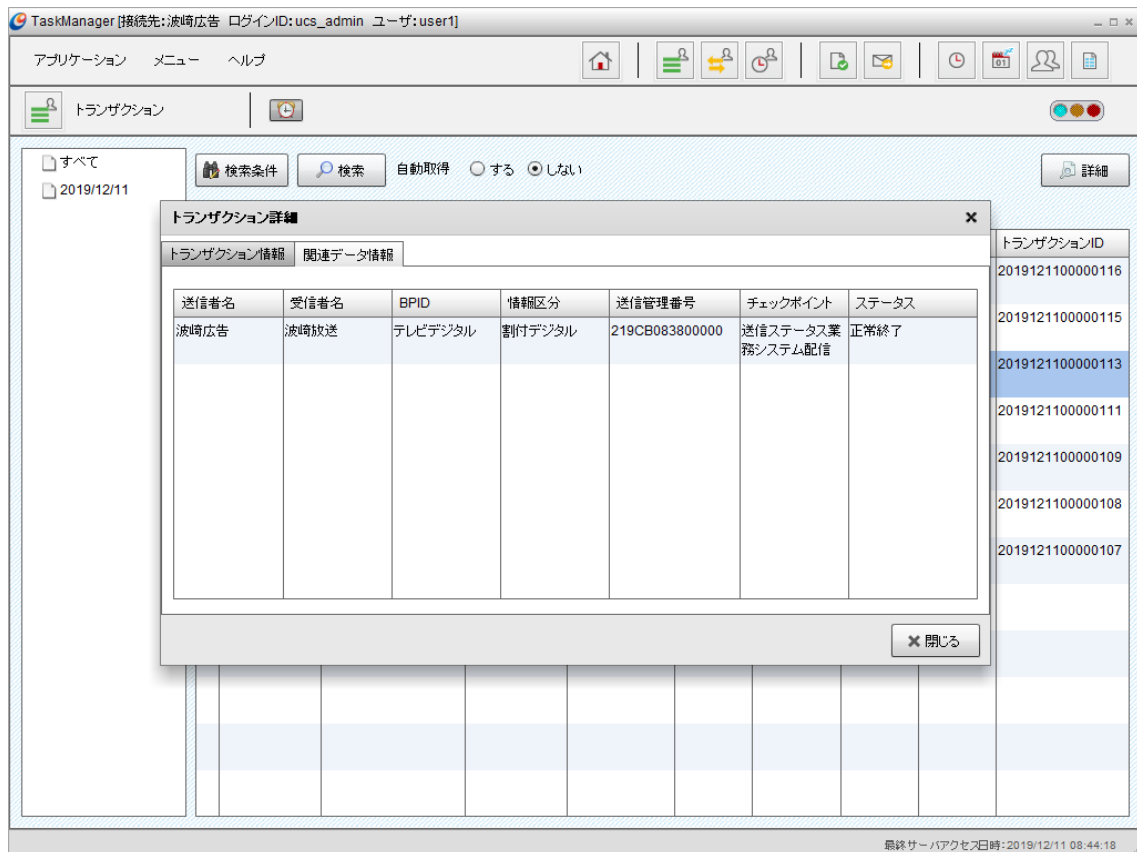 TaskManager [接続先:波崎広告 ログインID:ucs_admin ユーザ:user1]
アプリケーション メニュー ヘルプ
01
トランザクション
すべて
2019/12/11
検索条件 検索 自動取得 する しない 詳細
トランザクション詳細
トランザクション情報 関連データ情報
送信者名 受信者名 BPID 情報区分 送信管理番号 チェックポイント ステータス
波崎広告 波崎放送 テレビデジタル 割付デジタル 219CB083800000 送信ステータス業 正常終了
務システム配信
閉じる
トランザクションID
2019121100000116
2019121100000115
2019121100000113
2019121100000111
2019121100000109
2019121100000108
2019121100000107
最終サーバアクセス日時:2019/12/11 08:44:18